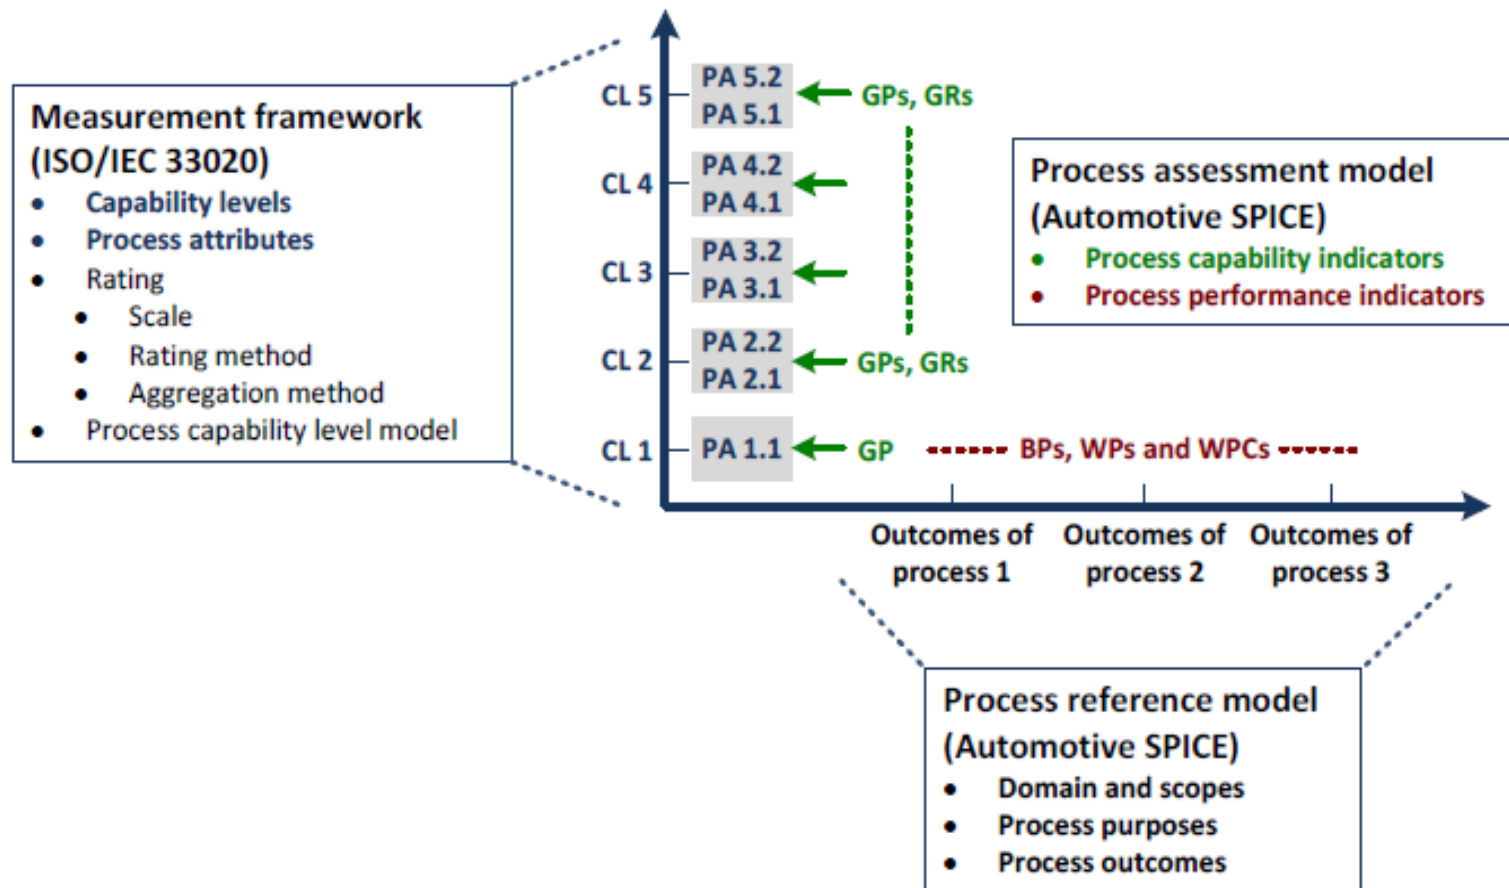 Measurement framework
(ISO/IEC 33020)
• Capability levels
• Process attributes
• Rating
• Scale
• Rating method
• Aggregation method
• Process capability level model
CL 5
PA 5.2
PA 5.1
GPs, GRs
CL 4
PA 4.2
PA 4.1
CL 3
PA 3.2
PA 3.1
CL 2
PA 2.2
PA 2.1
GPs, GRs
CL 1
PA 1.1
GP
BPs, WPs and WPCs
Process assessment model
(Automotive SPICE)
• Process capability indicators
• Process performance indicators
Outcomes of
process 1
Outcomes of
process 2
Outcomes of
process 3
Process reference model
(Automotive SPICE)
• Domain and scopes
• Process purposes
• Process outcomes